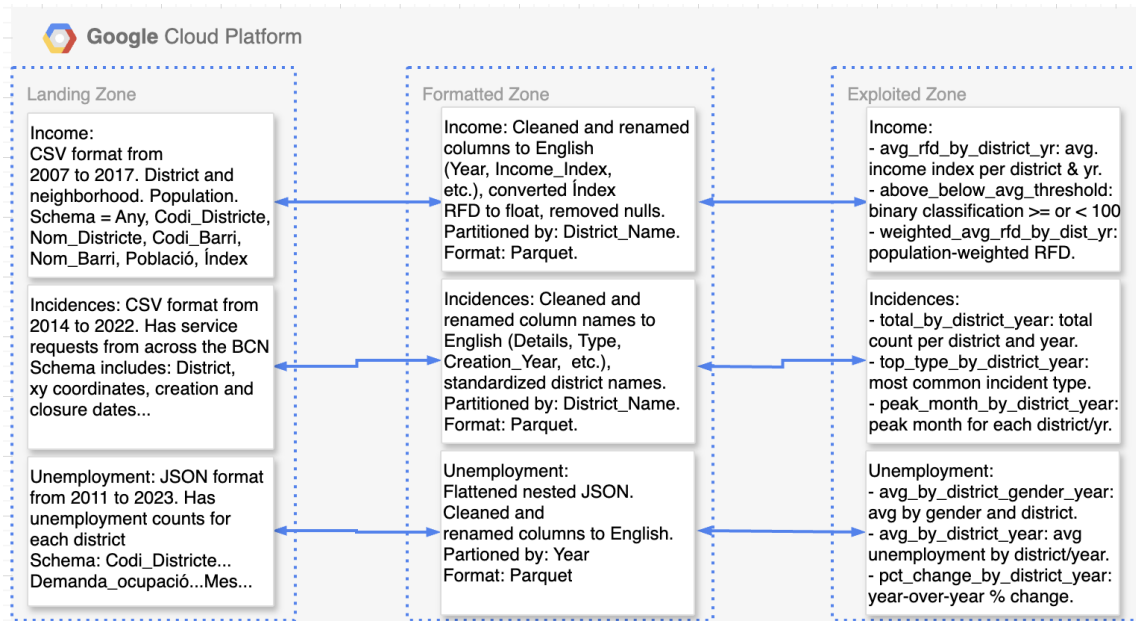 Google Cloud Platform
Landing Zone
Income:
CSV format from
2007 to 2017. District and
neighborhood. Population.
Schema = Any, Codi_Districte,
Nom_Districte, Codi_Barri,
Nom_Barri, Població, Índex
Incidences: CSV format from
2014 to 2022. Has service
requests from across the BCN
Schema includes: District,
xy coordinates, creation and
closure dates...
Unemployment: JSON format
from 2011 to 2023. Has
unemployment counts for
each district
Schema: Codi_Districte...
Demanda_ocupació...Mes...
Formatted Zone
Income: Cleaned and renamed
columns to English
(Year, Income_Index,
etc.), converted Índex
RFD to float, removed nulls.
Partitioned by: District_Name.
Format: Parquet.
Incidences: Cleaned and
renamed column names to
English (Details, Type,
Creation_Year,  etc.),
standardized district names.
Partitioned by: District_Name.
Format: Parquet.
Unemployment:
Flattened nested JSON.
Cleaned and
renamed columns to English.
Partioned by: Year
Format: Parquet
Exploited Zone
Income:
- avg_rfd_by_district_yr: avg.
income index per district & yr.
- above_below_avg_threshold:
binary classification >= or < 100
- weighted_avg_rfd_by_dist_yr:
population-weighted RFD.
Incidences:
- total_by_district_year: total
count per district and year.
- top_type_by_district_year:
most common incident type.
- peak_month_by_district_year:
peak month for each district/yr.
Unemployment:
- avg_by_district_gender_year:
avg by gender and district.
- avg_by_district_year: avg
unemployment by district/year.
- pct_change_by_district_year:
year-over-year % change.